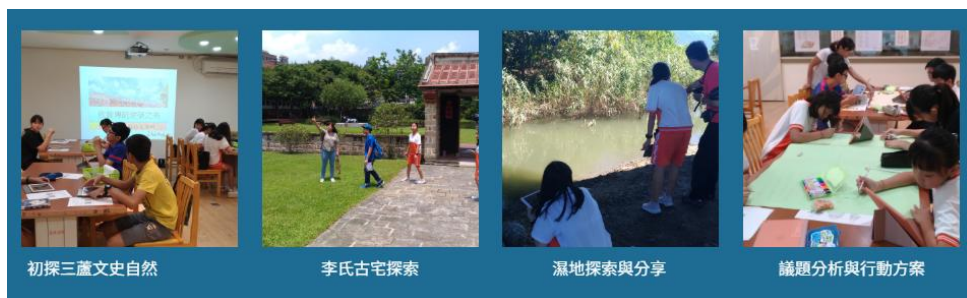 初探三蘆文史自然
李氏古宅探索
濕地探索與分享
議題分析與行動方案